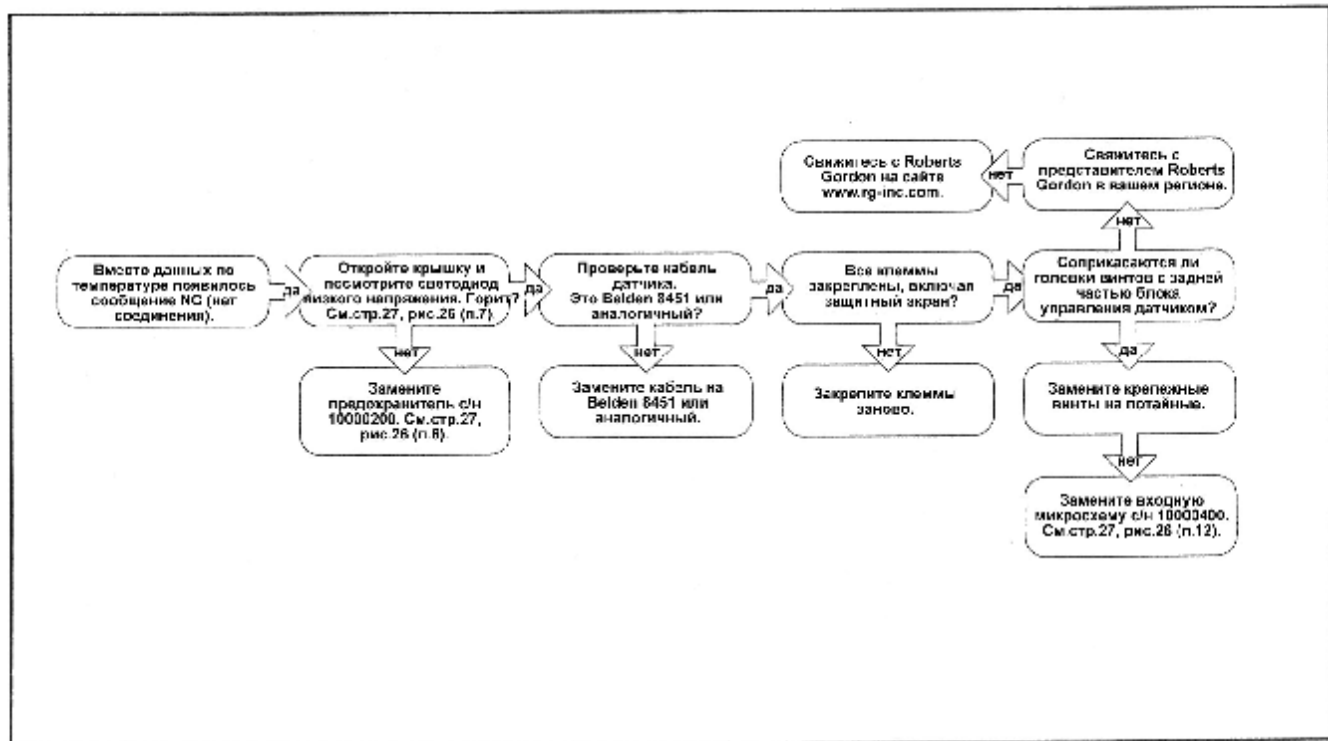 Свяжитесь с Roberts
Gordon на сайте
www.rg-inc.com.
нет
Свяжитесь с
представителем Roberts
Gordon в вашем регионе.
нет
Вместо данных по
температуре появилось
сообщение NC (нет
соединения).
да
Откройте крышку и
посмотрите светодиод
низкого напряжения. Горит?
См.стр.27, рис.26 (п.7)
да
Проверьте кабель
датчика.
Это Belden 8451 или
аналогичный?
да
Все клеммы
закреплены, включая
защитный экран?
да
Соприкасаются ли
головки винтов с задней
частью блока
управления датчиком?
нет
нет
нет
да
Замените
предохранитель с/н
10000200. См.стр.27,
рис.26 (п.6).
Замените кабель на
Belden 8451 или
аналогичный.
Закрепите клеммы
заново.
Замените крепежные
винты на потайные.
нет
Замените входную
микросхему с/н 10000400.
См.стр.27, рис.26 (п.12).